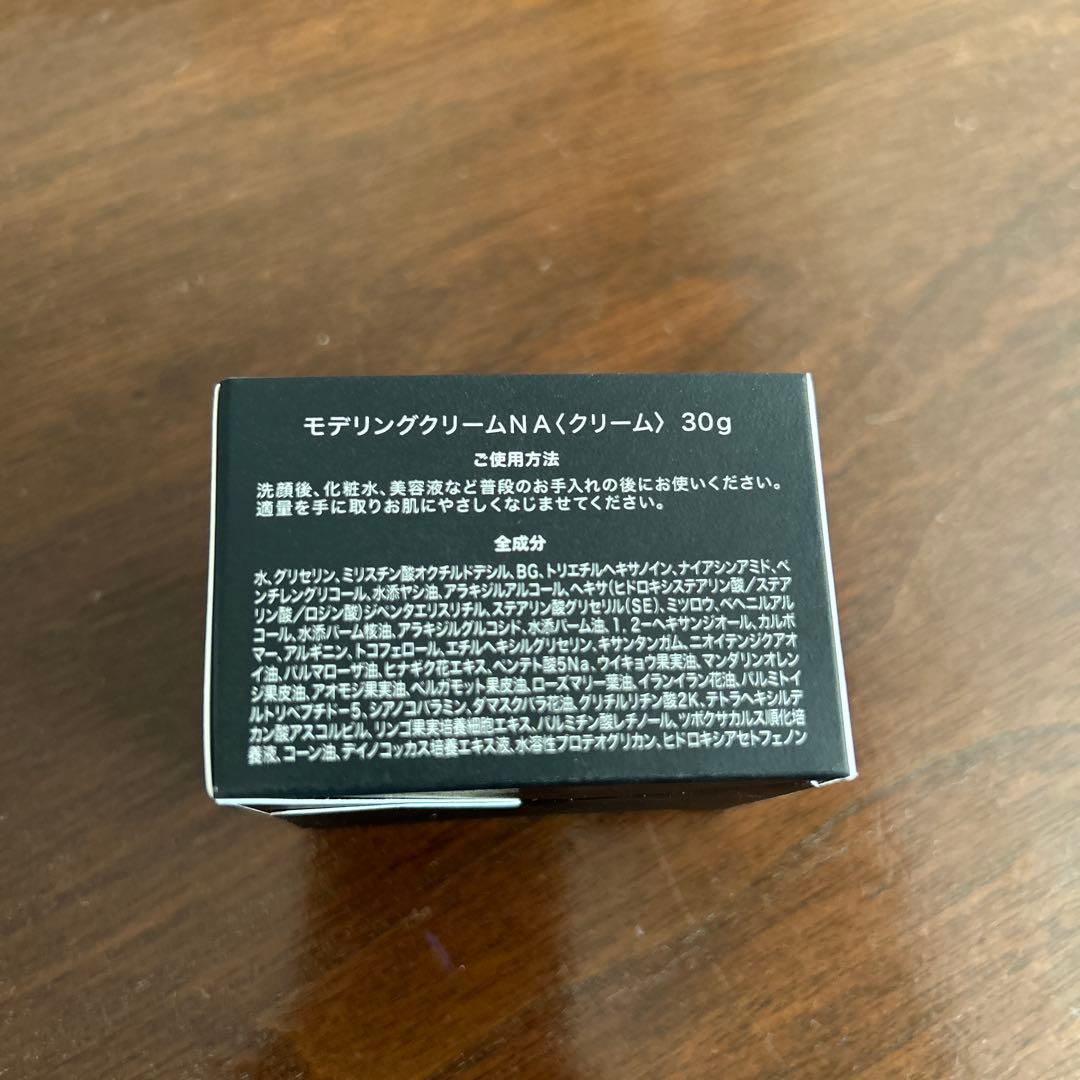 モデリングクリームNA〈クリーム〉 30g
ご使用方法
洗顔後、化粧水、美容液など普段のお手入れの後にお使いください。
適量を手に取りお肌にやさしくなじませてください。
全成分
水、グリセリン、ミリスチン酸オクチルドデシル、BG、トリエチルヘキサノイン、ナイアシンアミド、ペ
ンチレングリコール、水添ヤシ油、アラキジルアルコール、ヘキサ(ヒドロキシステアリン酸/ステア
リン酸/ロジン酸)ジペンタエリスリチル、ステアリン酸グリセリル(SE)、ミツロウ、ベヘニルアル
コール、水添パーム核油、アラキジルグルコシド、水添パーム油、1，2－ヘキサンジオール、カルボ
マー、アルギニン、トコフェロール、エチルヘキシルグリセリン、キサンタンガム、ニオイテンジクアオ
イ油、パルマローザ油、ヒナギク花エキス、ペンテト酸5Na、ウイキョウ果実油、マンダリンオレン
ジ果皮油、アオモジ果実油、ベルガモット果皮油、ローズマリー葉油、イランイラン花油、パルミトイ
ルトリペプチド－5、シアノコバラミン、ダマスクバラ花油、グリチルリチン酸2K、テトラヘキシルデ
カン酸アスコルビル、リンゴ果実培養細胞エキス、パルミチン酸レチノール、ツボクサカルス順化培
養液、コーン油、デイノコッカス培養エキス液、水溶性プロテオグリカン、ヒドロキシアセトフェノン